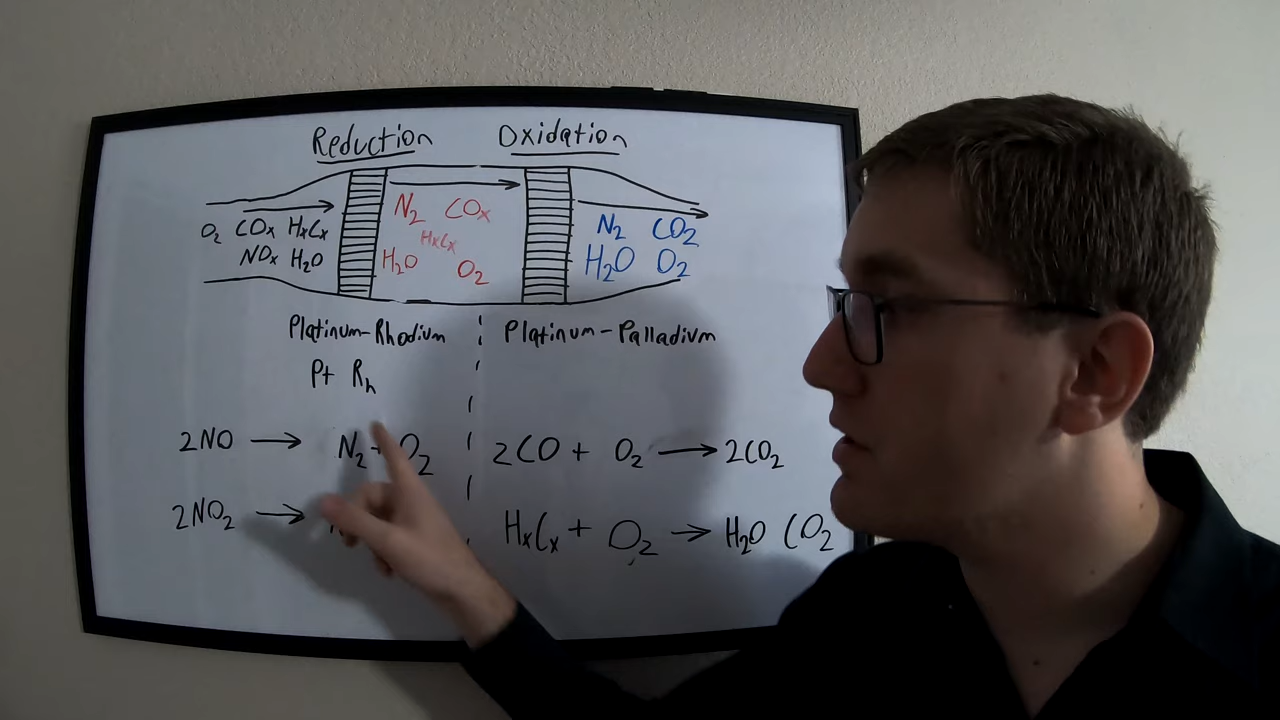 Reduction Oxidation
O₂ COx HxCx
NOx H₂O
N₂ COx
HxCx
H₂O O₂
N₂ CO₂
H₂O O₂
Platinum-Rhodium
Pt Rh
2NO → N₂ + O₂
2NO₂ →
Platinum-Palladium
2CO + O₂ → 2CO₂
HxCx + O₂ → H₂O CO₂